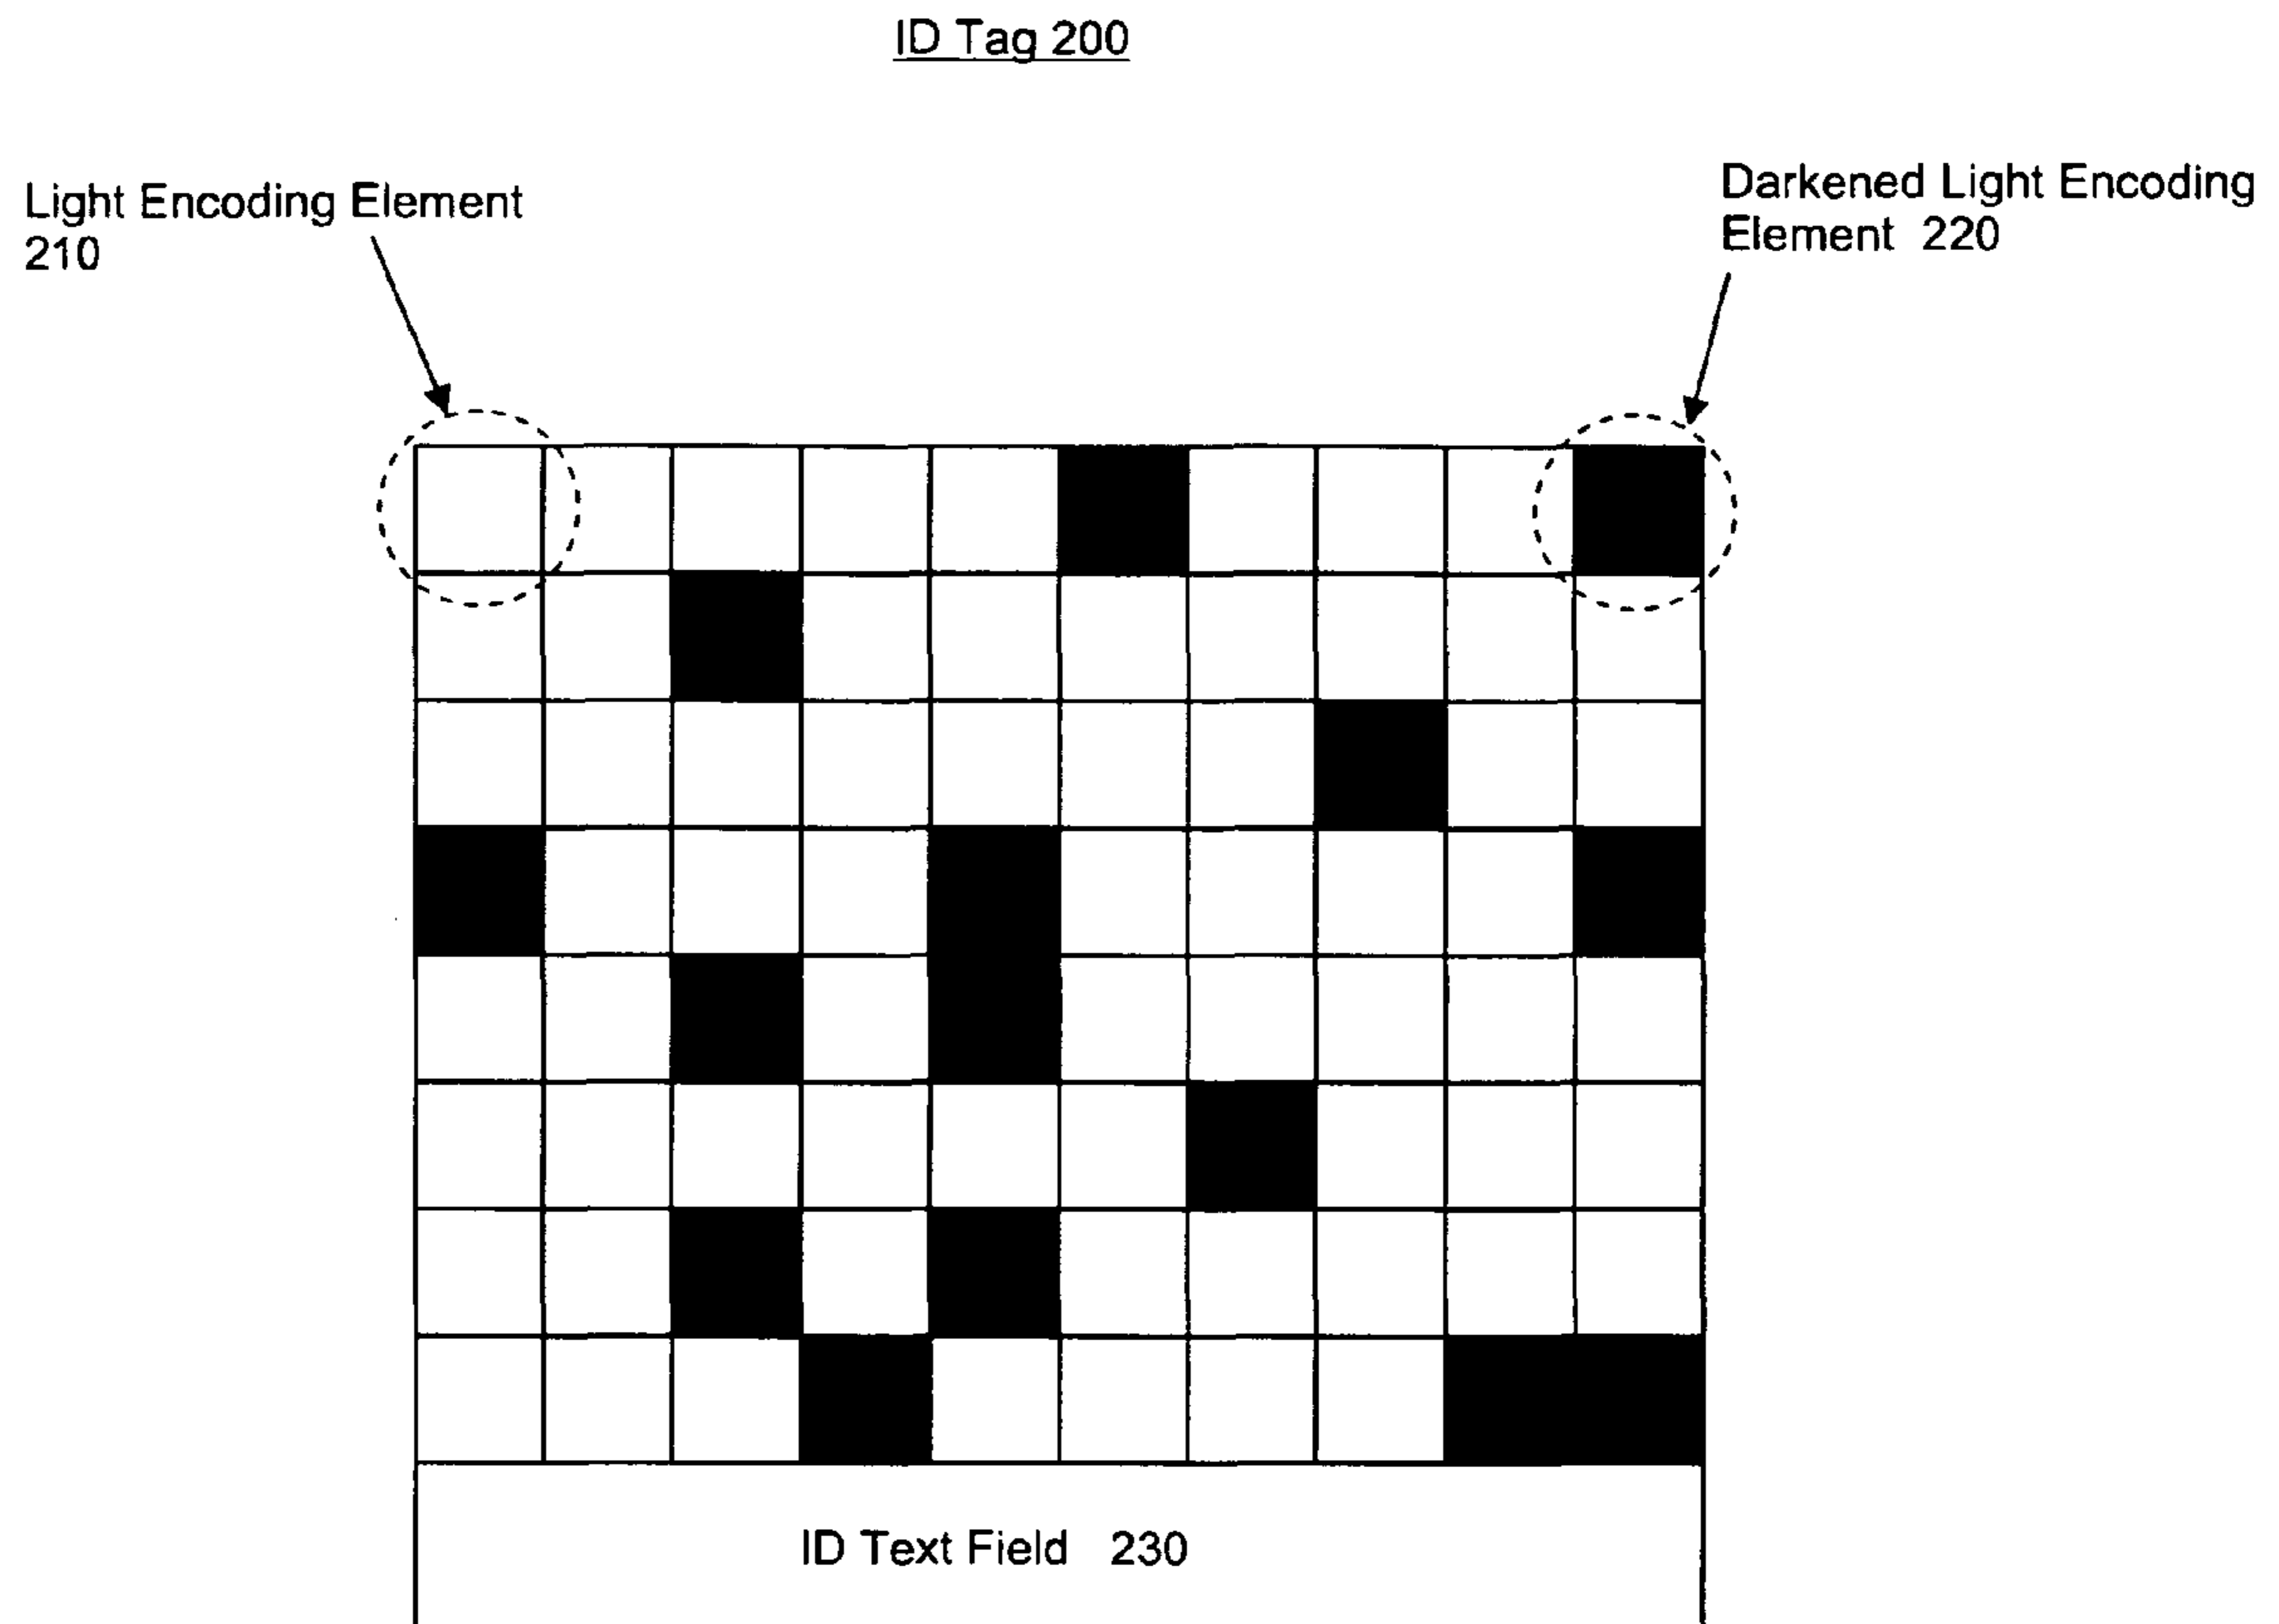 ID Tag 200
Light Encoding Element
210
Darkened Light Encoding
Element 220
ID Text Field 230